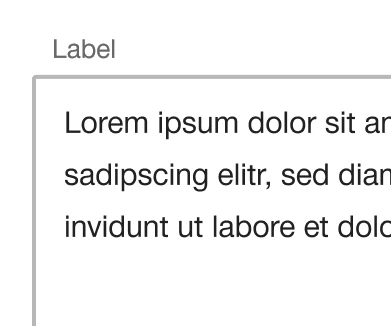 Label
Lorem ipsum dolor sit
sadipscing elitr, sed
invidunt ut labore et